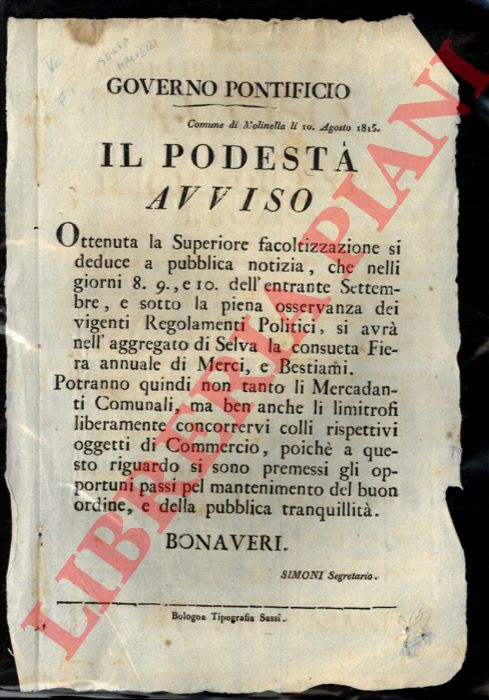 SELVA
MALVEZZI
GOVERNO PONTIFICIO
Comune di Molinella li 10. Agosto 1815.
IL PODESTÀ
AVVISO
Ottenuta la Superiore facoltizzazione si
deduce a pubblica notizia, che nelli
giorni 8. 9., e 10. dell'entrante Settem-
bre, e sotto la piena osservanza dei
vigenti Regolamenti Politici, si avrà
nell'aggregato di Selva la consueta Fie-
ra annuale di Merci, e Bestiami.
Potranno quindi non tanto li Mercadan-
ti Comunali, ma ben anche li limitrofi
liberamente concorrervi colli rispettivi
oggetti di Commercio, poichè a que-
sto riguardo si sono premessi gli op-
portuni passi pel mantenimento del buon
ordine, e della pubblica tranquillità.
BONAVERI.
SIMONI Segretario.
Bologna Tipografia Sassi.
LIBRERIA PIANI